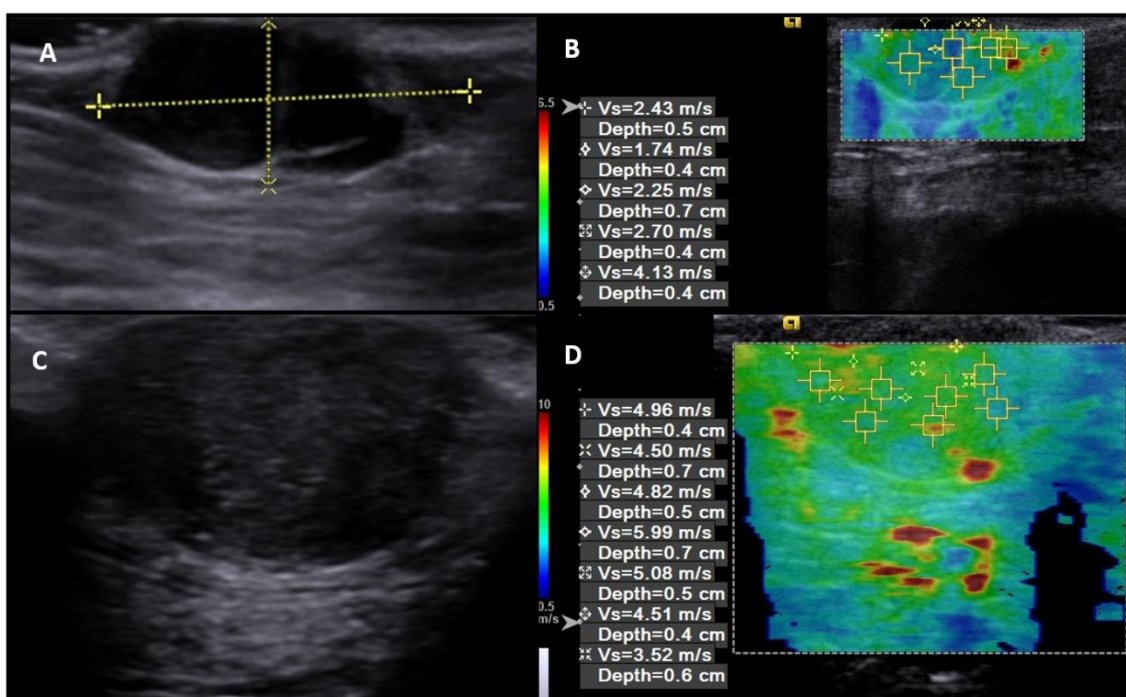 A
B
6.5
Vs=2.43 m/s
Depth=0.5 cm
Vs=1.74 m/s
Depth=0.4 cm
Vs=2.25 m/s
Depth=0.7 cm
Vs=2.70 m/s
Depth=0.4 cm
Vs=4.13 m/s
Depth=0.4 cm
0.5
C
D
10
Vs=4.96 m/s
Depth=0.4 cm
Vs=4.50 m/s
Depth=0.7 cm
Vs=4.82 m/s
Depth=0.5 cm
Vs=5.99 m/s
Depth=0.7 cm
Vs=5.08 m/s
Depth=0.5 cm
Vs=4.51 m/s
Depth=0.4 cm
Vs=3.52 m/s
Depth=0.6 cm
0.5
m/s